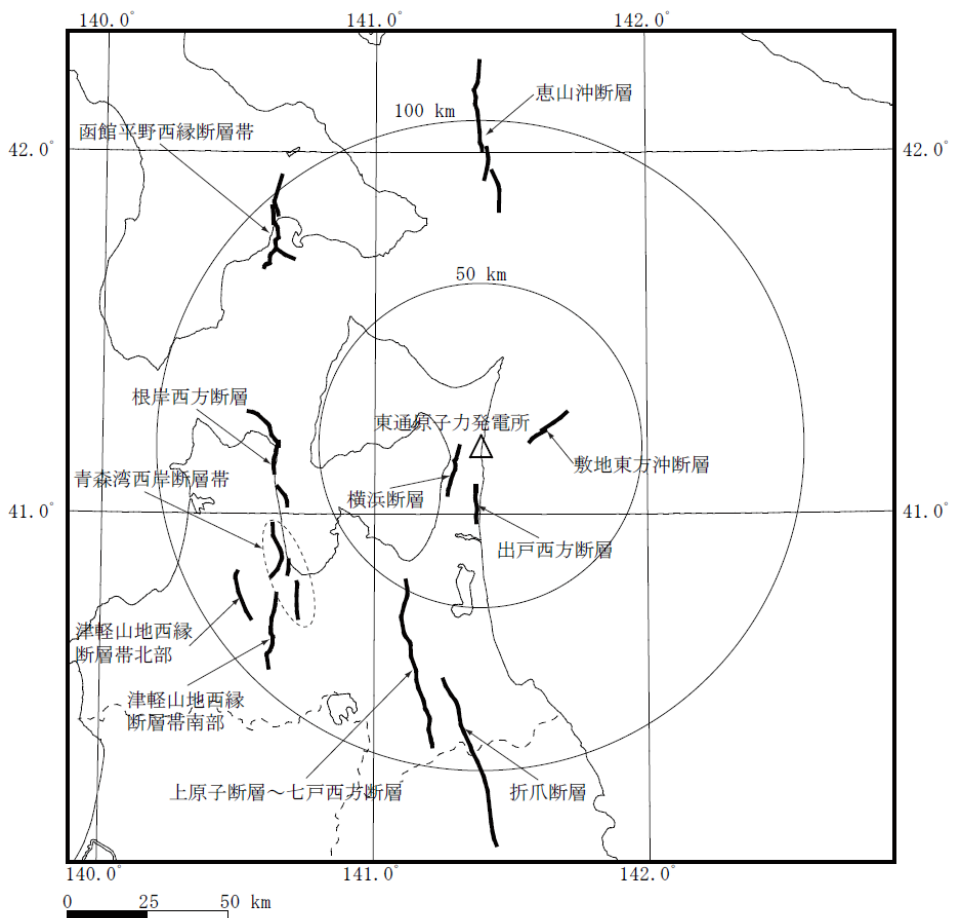 140.0°
141.0°
142.0°
恵山沖断層
100 km
函館平野西縁断層帯
42.0°
42.0°
50 km
根岸西方断層
東通原子力発電所
敷地東方沖断層
青森湾西岸断層帯
横浜断層
41.0°
41.0°
出戸西方断層
津軽山地西縁
断層帯北部
津軽山地西縁
断層帯南部
上原子断層~七戸西方断層
折爪断層
140.0°
141.0°
142.0°
0 25 50 km